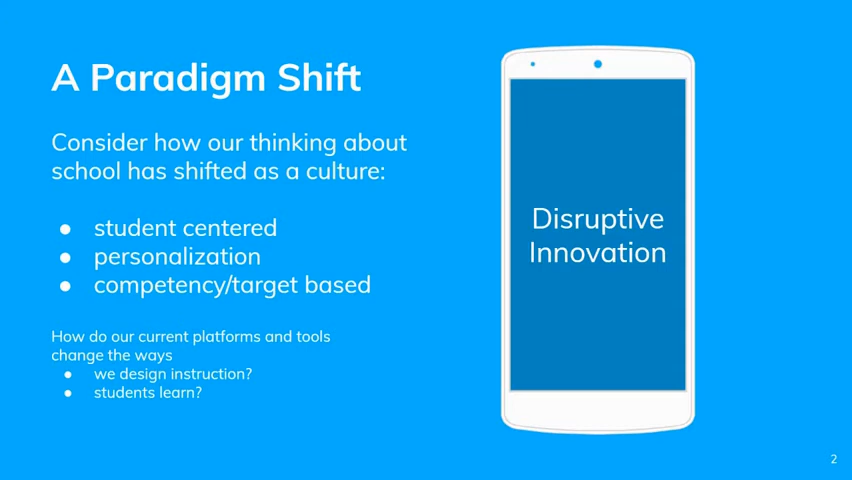 A Paradigm Shift
Consider how our thinking about
school has shifted as a culture:
● student centered
● personalization
● competency/target based
How do our current platforms and tools
change the ways
● we design instruction?
● students learn?
Disruptive
Innovation
2